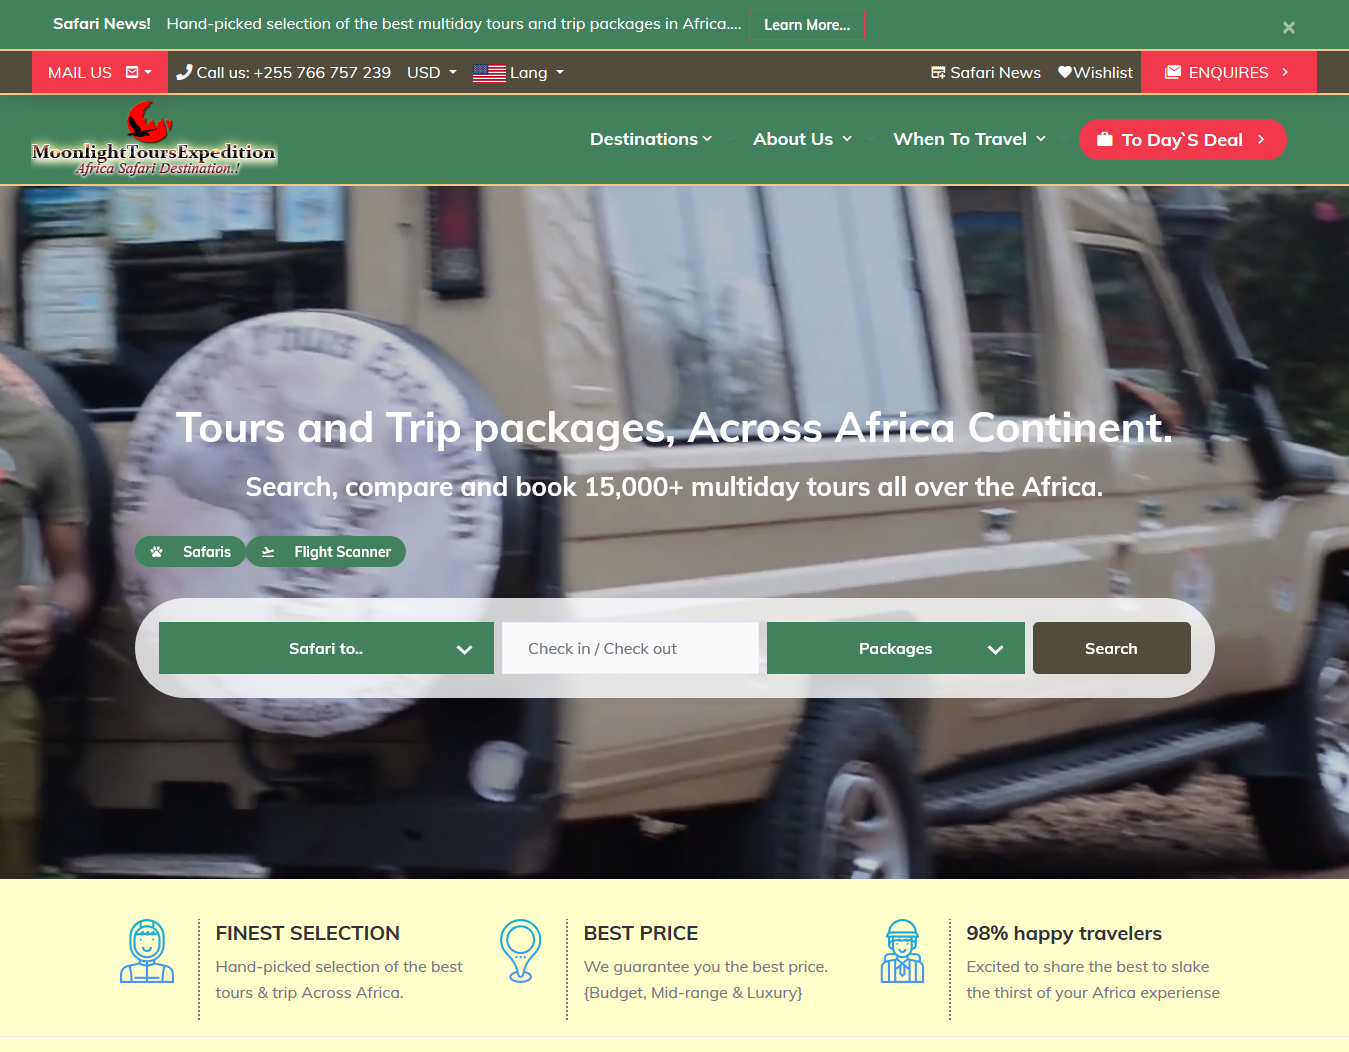 Safari News! Hand-picked selection of the best multiday tours and trip packages in Africa.... Learn More... ×
MAIL US Call us: +255 766 757 239 USD Lang Safari News Wishlist ENQUIRES
MoonlightToursExpedition
Africa Safari Destination.!
Destinations About Us When To Travel To Day`S Deal
Tours and Trip packages, Across Africa Continent.
Search, compare and book 15,000+ multiday tours all over the Africa.
Safaris Flight Scanner
Safari to.. Check in / Check out Packages Search
FINEST SELECTION
Hand-picked selection of the best
tours & trip Across Africa.
BEST PRICE
We guarantee you the best price.
{Budget, Mid-range & Luxury}
98% happy travelers
Excited to share the best to slake
the thirst of your Africa experiense